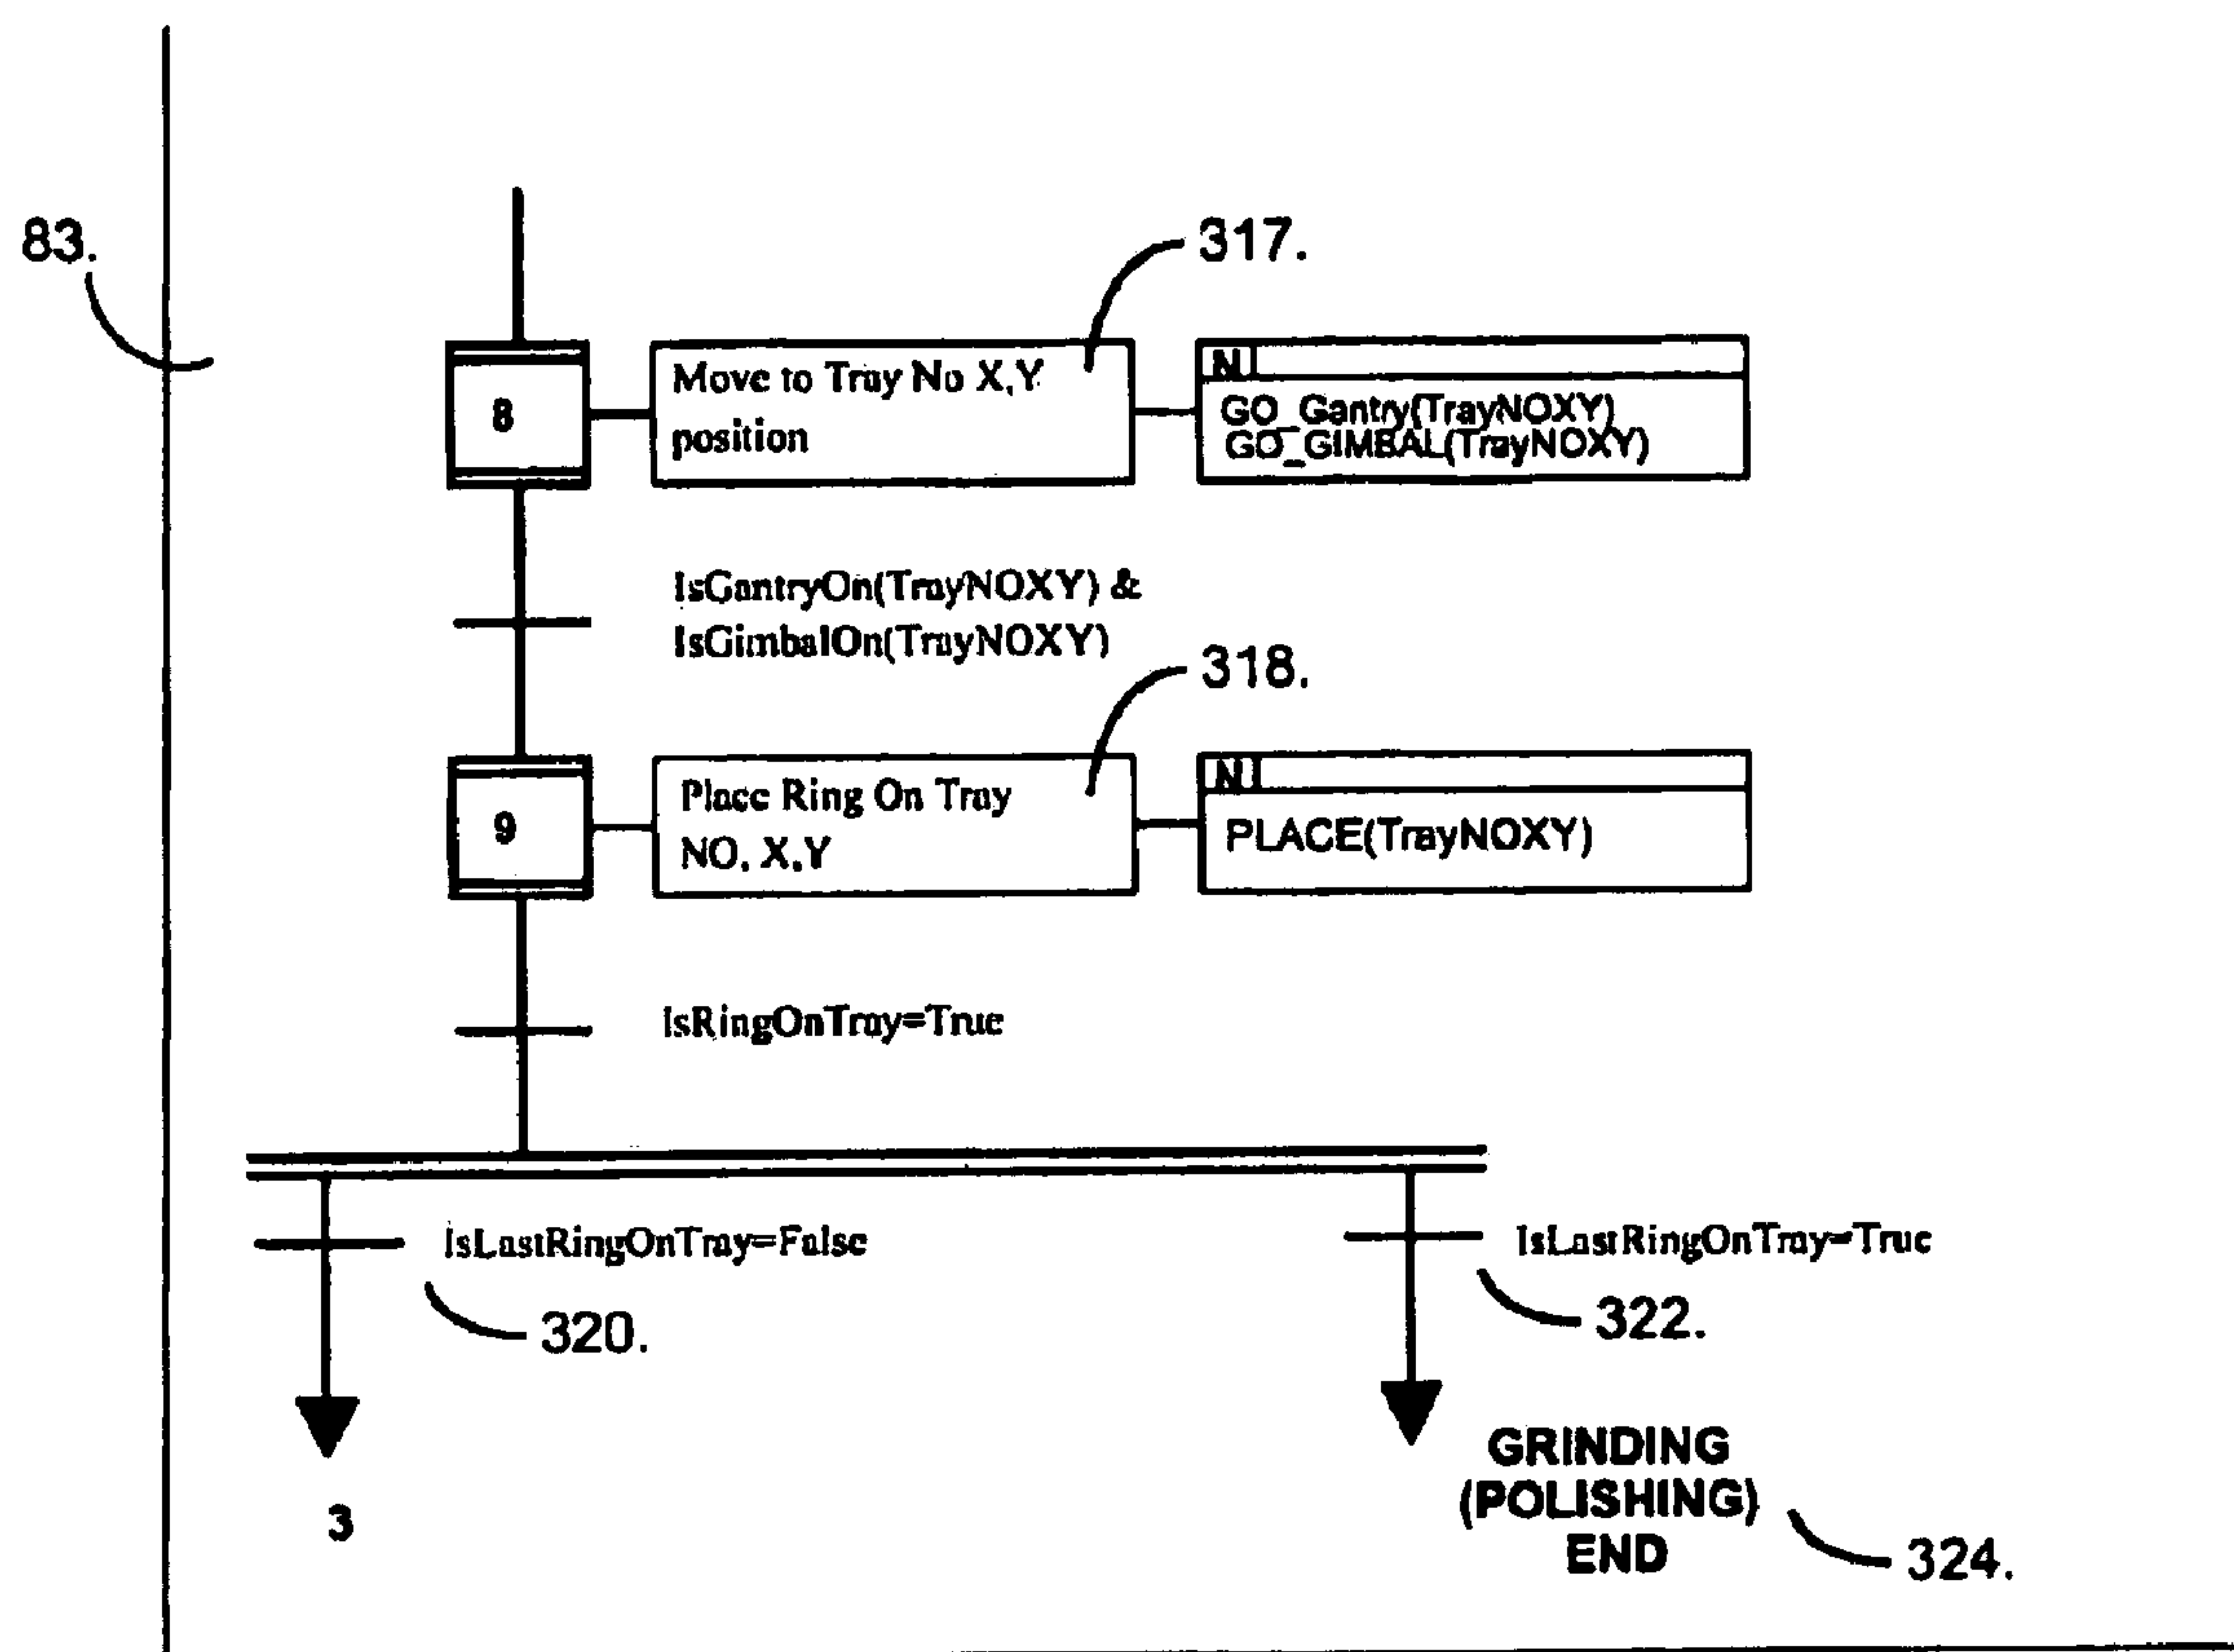 83.
317.
8
Move to Tray No X,Y
position
N
GO_Gantry(TrayNOXY)
GO_GIMBAL(TrayNOXY)
IsGantryOn(TrayNOXY) &
IsGimbalOn(TrayNOXY)
318.
9
Place Ring On Tray
NO, X,Y
N
PLACE(TrayNOXY)
IsRingOnTray=True
IsLastRingOnTray=False
320.
IsLastRingOnTray=True
322.
3
GRINDING
(POLISHING)
END
324.